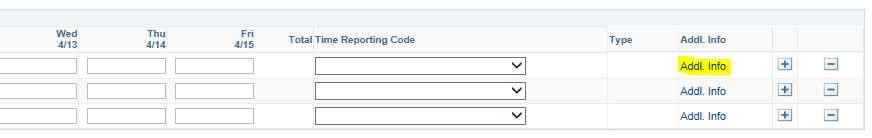 Wed Thu Fri Total Time Reporting Code Type Addl. Info
4/13 4/14 4/15
Addl. Info
Addl. Info
Addl. Info